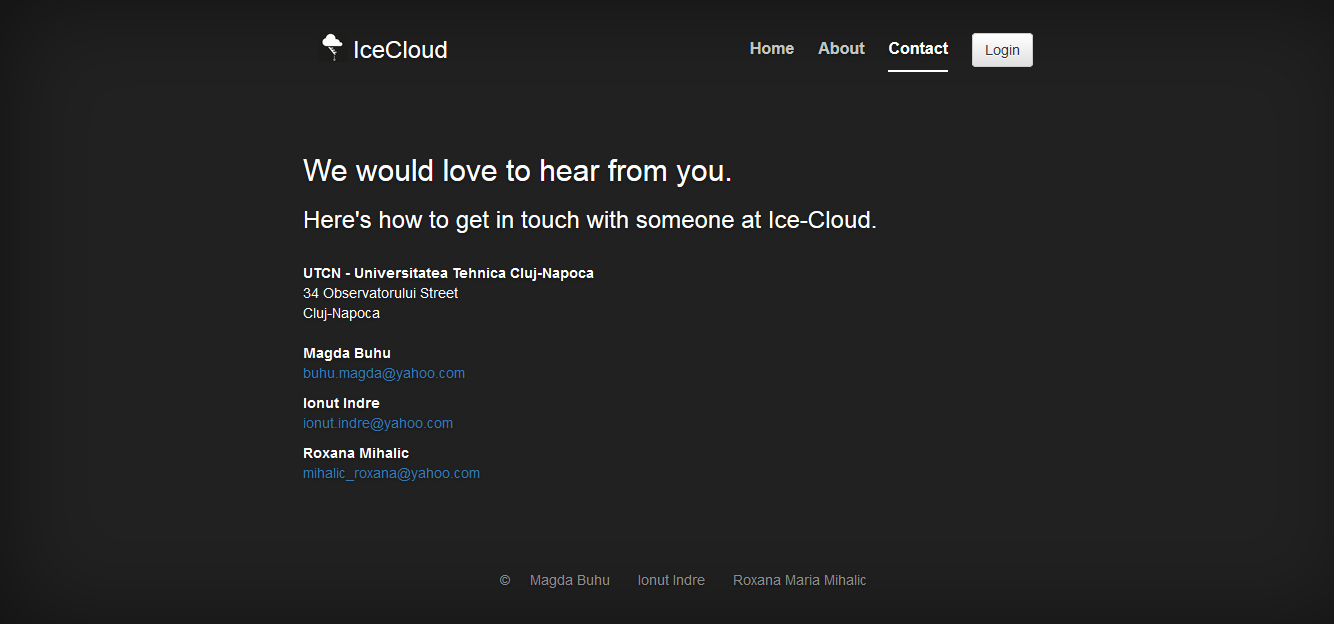 IceCloud
Home About Contact Login
We would love to hear from you.
Here's how to get in touch with someone at Ice-Cloud.
UTCN - Universitatea Tehnica Cluj-Napoca
34 Observatorului Street
Cluj-Napoca
Magda Buhu
buhu.magda@yahoo.com
Ionut Indre
ionut.indre@yahoo.com
Roxana Mihalic
mihalic_roxana@yahoo.com
© Magda Buhu Ionut Indre Roxana Maria Mihalic